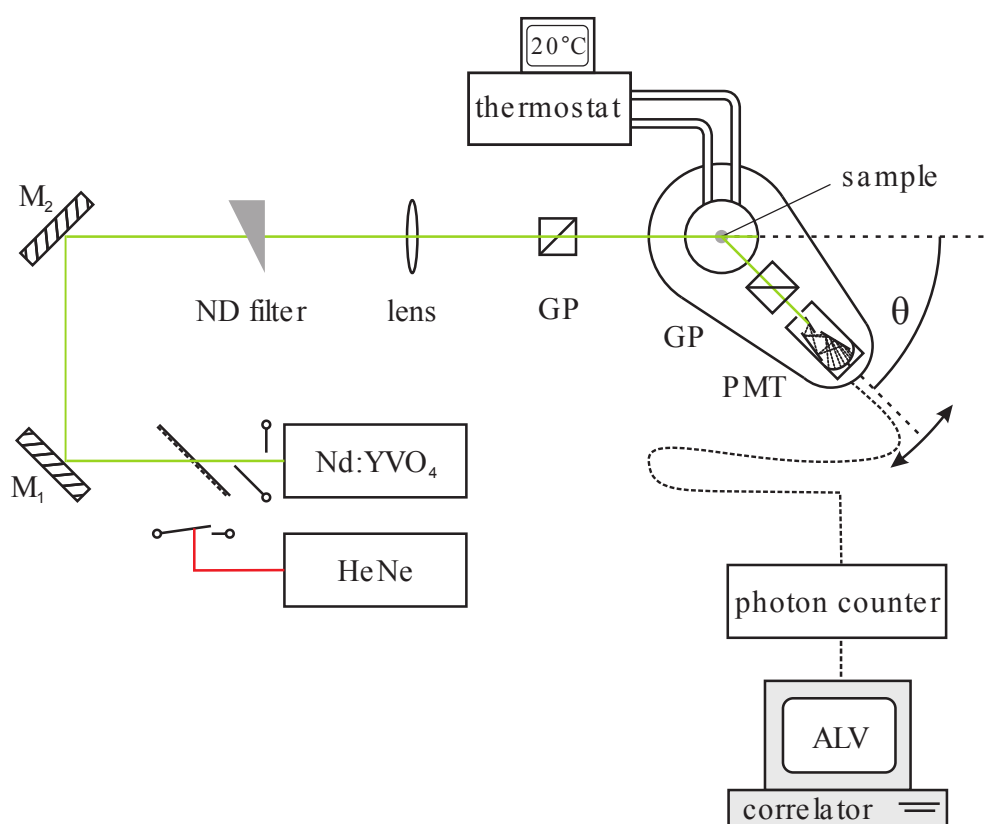 20°C
thermostat
sample
M₂
ND filter
lens
GP
GP
θ
PMT
M₁
Nd:YVO₄
HeNe
photon counter
ALV
correlator